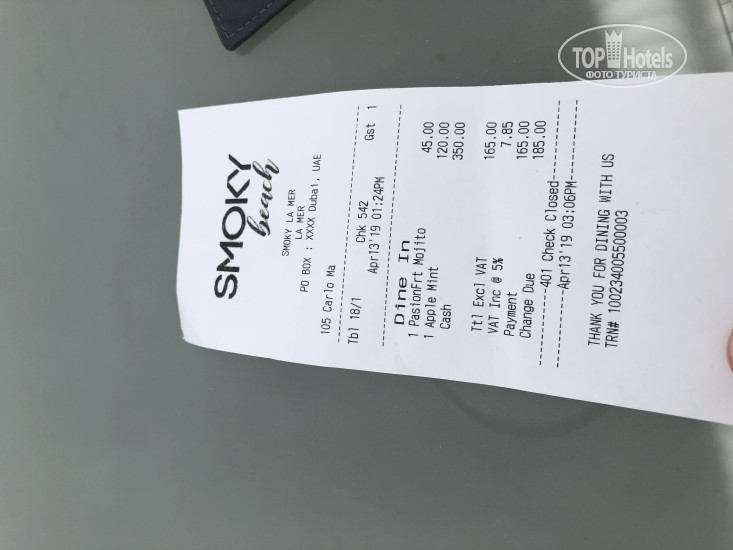 TOP Hotels
ФОТО ТУРИСТА
SMOKY
beach
SMOKY LA MER
LA MER
PO BOX : XXXX Dubai, UAE
105 Carlo Ma
Tbl 18/1 Chk 542 Gst 1
Apr13'19 01:24PM
Dine In
1 PasionFrt Mojito 45.00
1 Apple Mint 120.00
Cash 350.00
Ttl Excl VAT 165.00
VAT Inc @ 5% 7.85
Payment 165.00
Change Due 185.00
--------401 Check Closed--------
--------Apr13'19 03:06PM--------
THANK YOU FOR DINING WITH US
TRN# 100234005500003